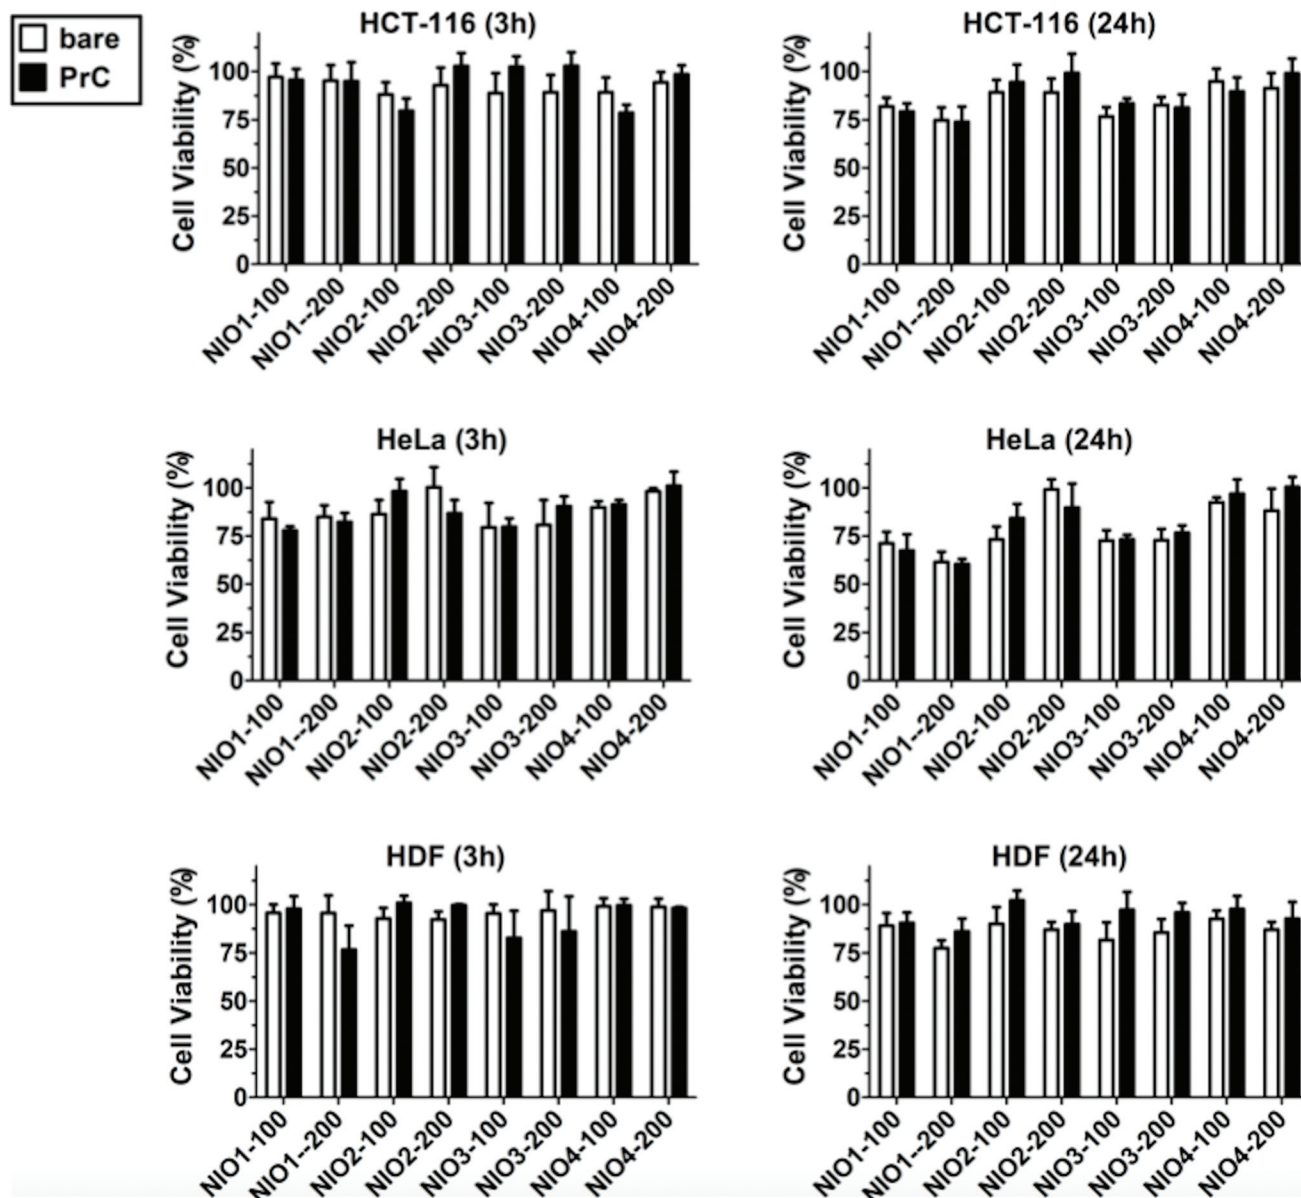 bare
PrC
HCT-116 (3h)
Cell Viability (%)
100
75
50
25
0
NIO1-100
NIO1--200
NIO2-100
NIO2-200
NIO3-100
NIO3-200
NIO4-100
NIO4-200
HCT-116 (24h)
Cell Viability (%)
100
75
50
25
0
NIO1-100
NIO1--200
NIO2-100
NIO2-200
NIO3-100
NIO3-200
NIO4-100
NIO4-200
HeLa (3h)
Cell Viability (%)
100
75
50
25
0
NIO1-100
NIO1--200
NIO2-100
NIO2-200
NIO3-100
NIO3-200
NIO4-100
NIO4-200
HeLa (24h)
Cell Viability (%)
100
75
50
25
0
NIO1-100
NIO1--200
NIO2-100
NIO2-200
NIO3-100
NIO3-200
NIO4-100
NIO4-200
HDF (3h)
Cell Viability (%)
100
75
50
25
0
NIO1-100
NIO1--200
NIO2-100
NIO2-200
NIO3-100
NIO3-200
NIO4-100
NIO4-200
HDF (24h)
Cell Viability (%)
100
75
50
25
0
NIO1-100
NIO1--200
NIO2-100
NIO2-200
NIO3-100
NIO3-200
NIO4-100
NIO4-200